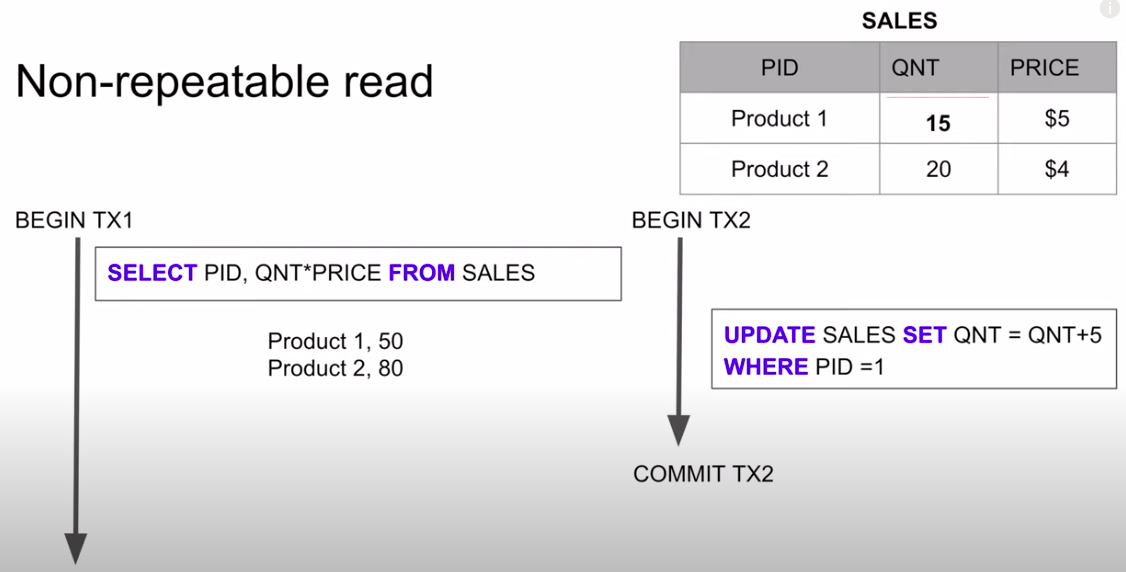 SALES
Non-repeatable read
PID QNT PRICE
Product 1 15 $5
Product 2 20 $4
BEGIN TX1
BEGIN TX2
SELECT PID, QNT*PRICE FROM SALES
Product 1, 50
Product 2, 80
UPDATE SALES SET QNT = QNT+5
WHERE PID =1
COMMIT TX2